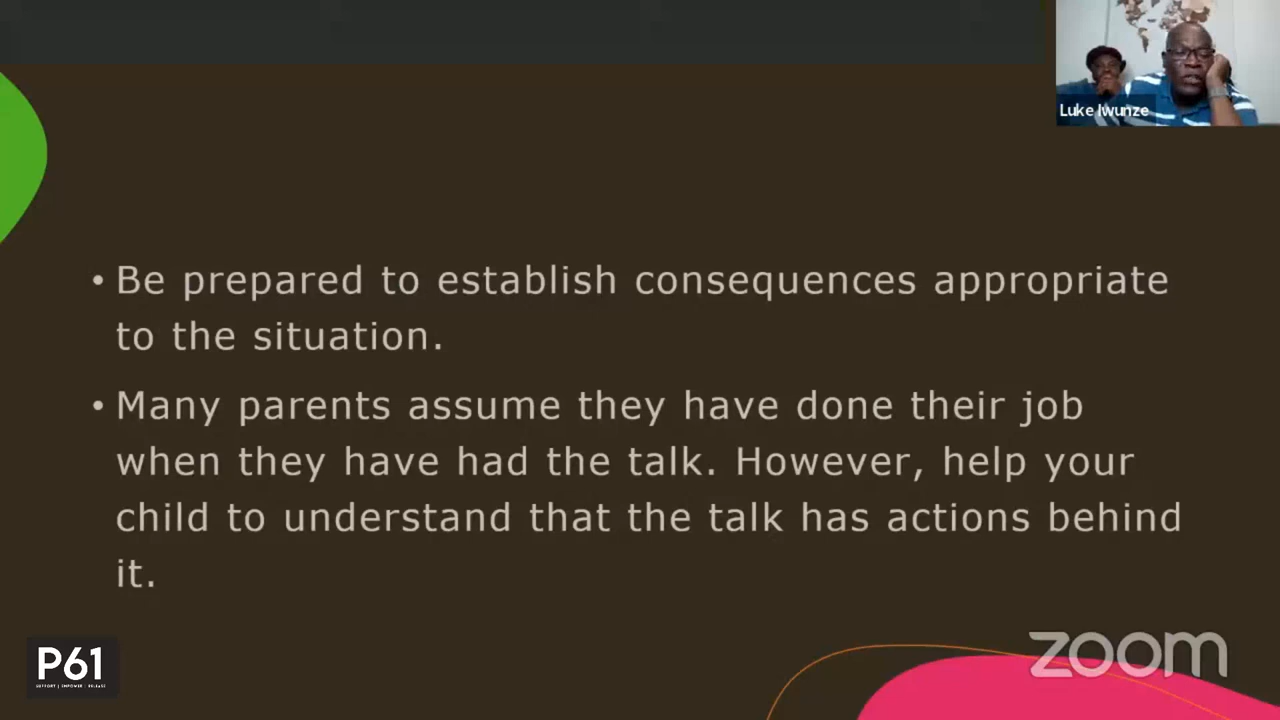 Luke Iwunze
• Be prepared to establish consequences appropriate
to the situation.
• Many parents assume they have done their job
when they have had the talk. However, help your
child to understand that the talk has actions behind
it.
P61
SUPPORT | EMPOWER | RELEASE
zoom